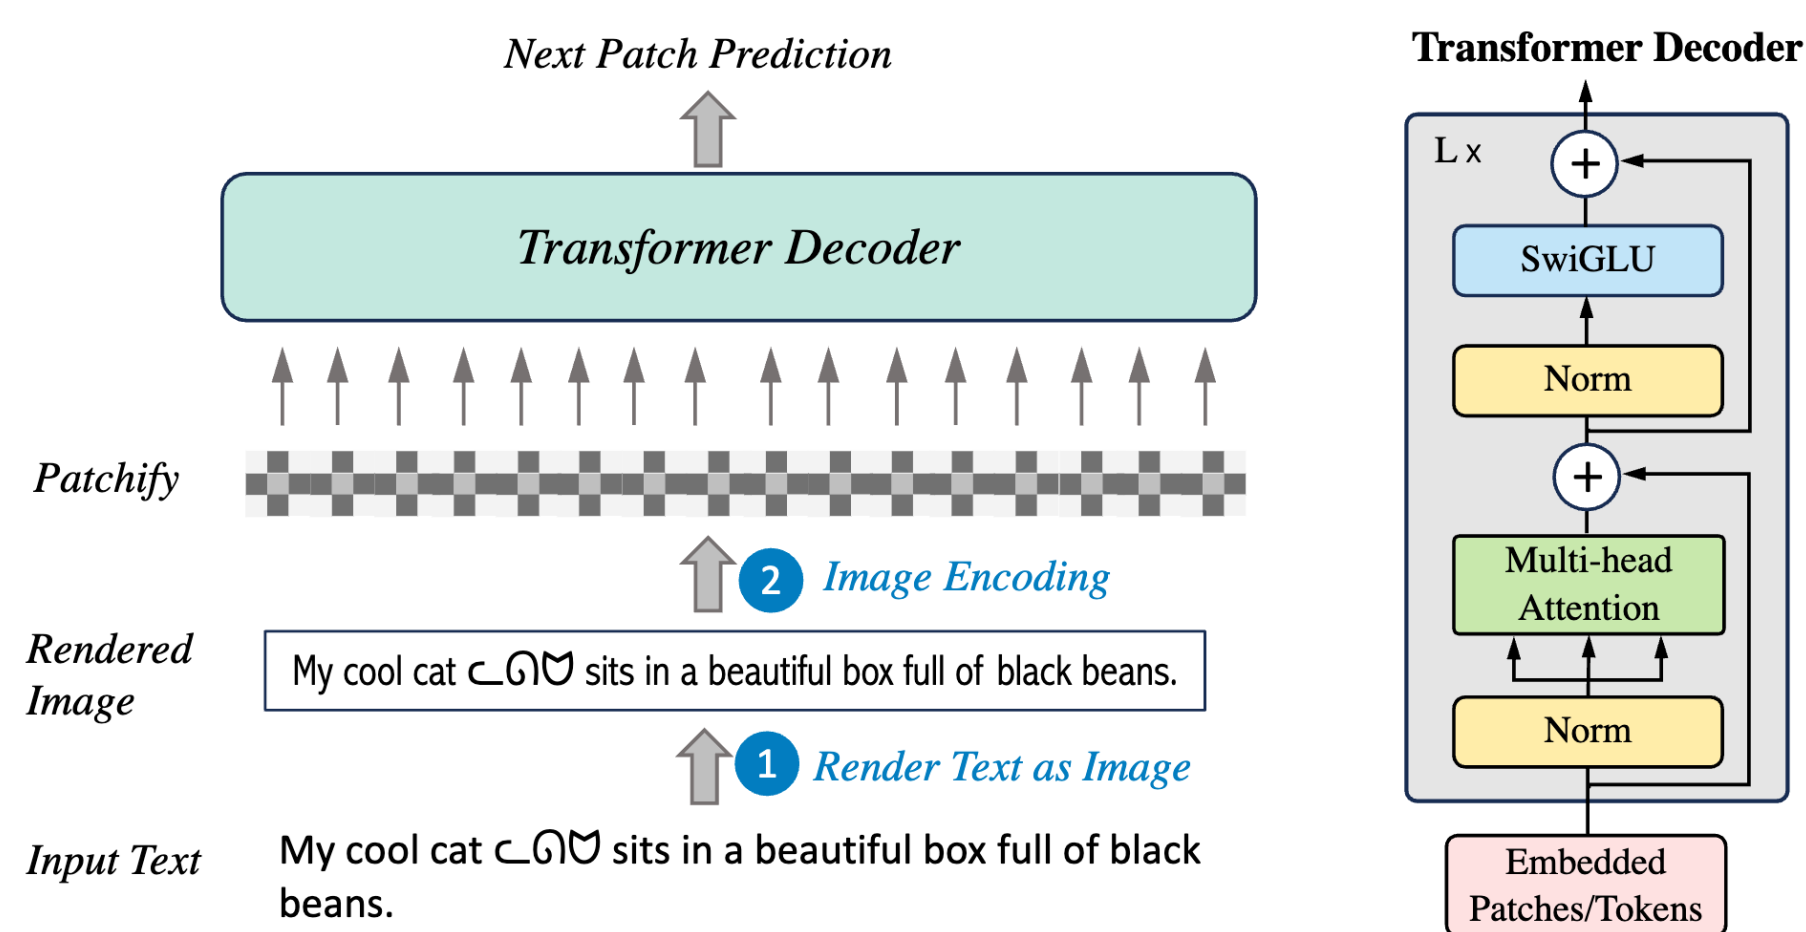 Next Patch Prediction
Transformer Decoder
Patchify
2 Image Encoding
Rendered
Image
My cool cat ᓚᘏᗢ sits in a beautiful box full of black beans.
1 Render Text as Image
Input Text
My cool cat ᓚᘏᗢ sits in a beautiful box full of black
beans.
Transformer Decoder
L x
+
SwiGLU
Norm
+
Multi-head
Attention
Norm
Embedded
Patches/Tokens